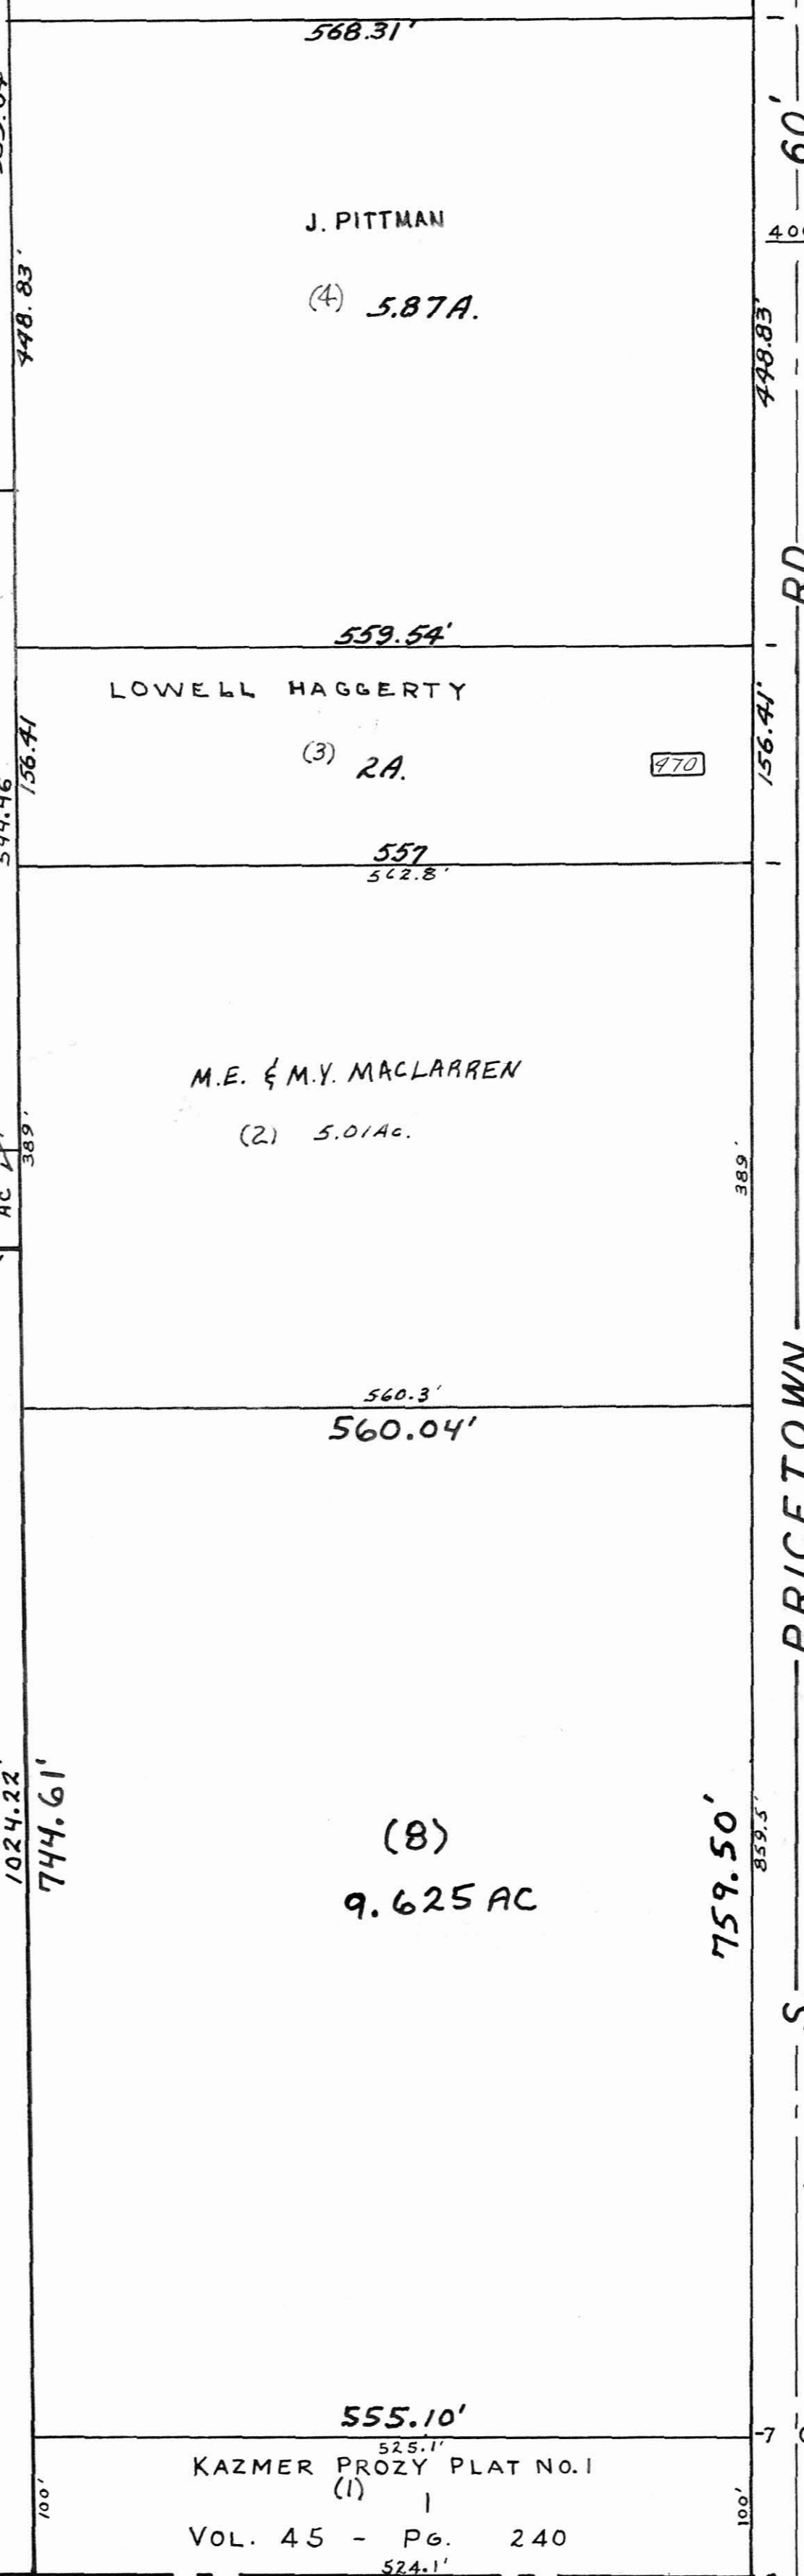 568.31'
60'
J. PITTMAN
(4) 5.87A.
448.83'
448.83'
RD
559.54'
LOWELL HAGGERTY
(3) 2A.
470
156.41
156.41'
557
562.8'
M.E. & M.Y. MACLARREN
(2) 5.01Ac.
389'
389'
AC
560.3'
560.04'
PRICETOWN
1024.22'
744.61'
(8)
9.625 AC
759.50'
859.5'
S
555.10'
525.1'
KAZMER PROZY PLAT NO. 1
(1)
1
100'
100'
VOL. 45 - PG. 240
524.1'